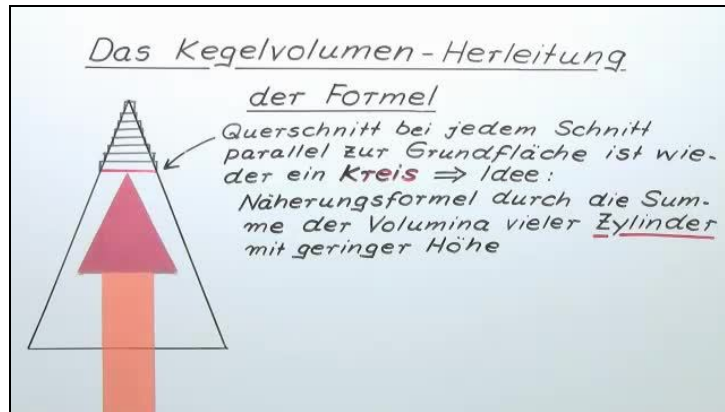 Das Kegelvolumen - Herleitung
der Formel
Querschnitt bei jedem Schnitt
parallel zur Grundfläche ist wie-
der ein Kreis ⇒ Idee:
Näherungsformel durch die Sum-
me der Volumina vieler Zylinder
mit geringer Höhe